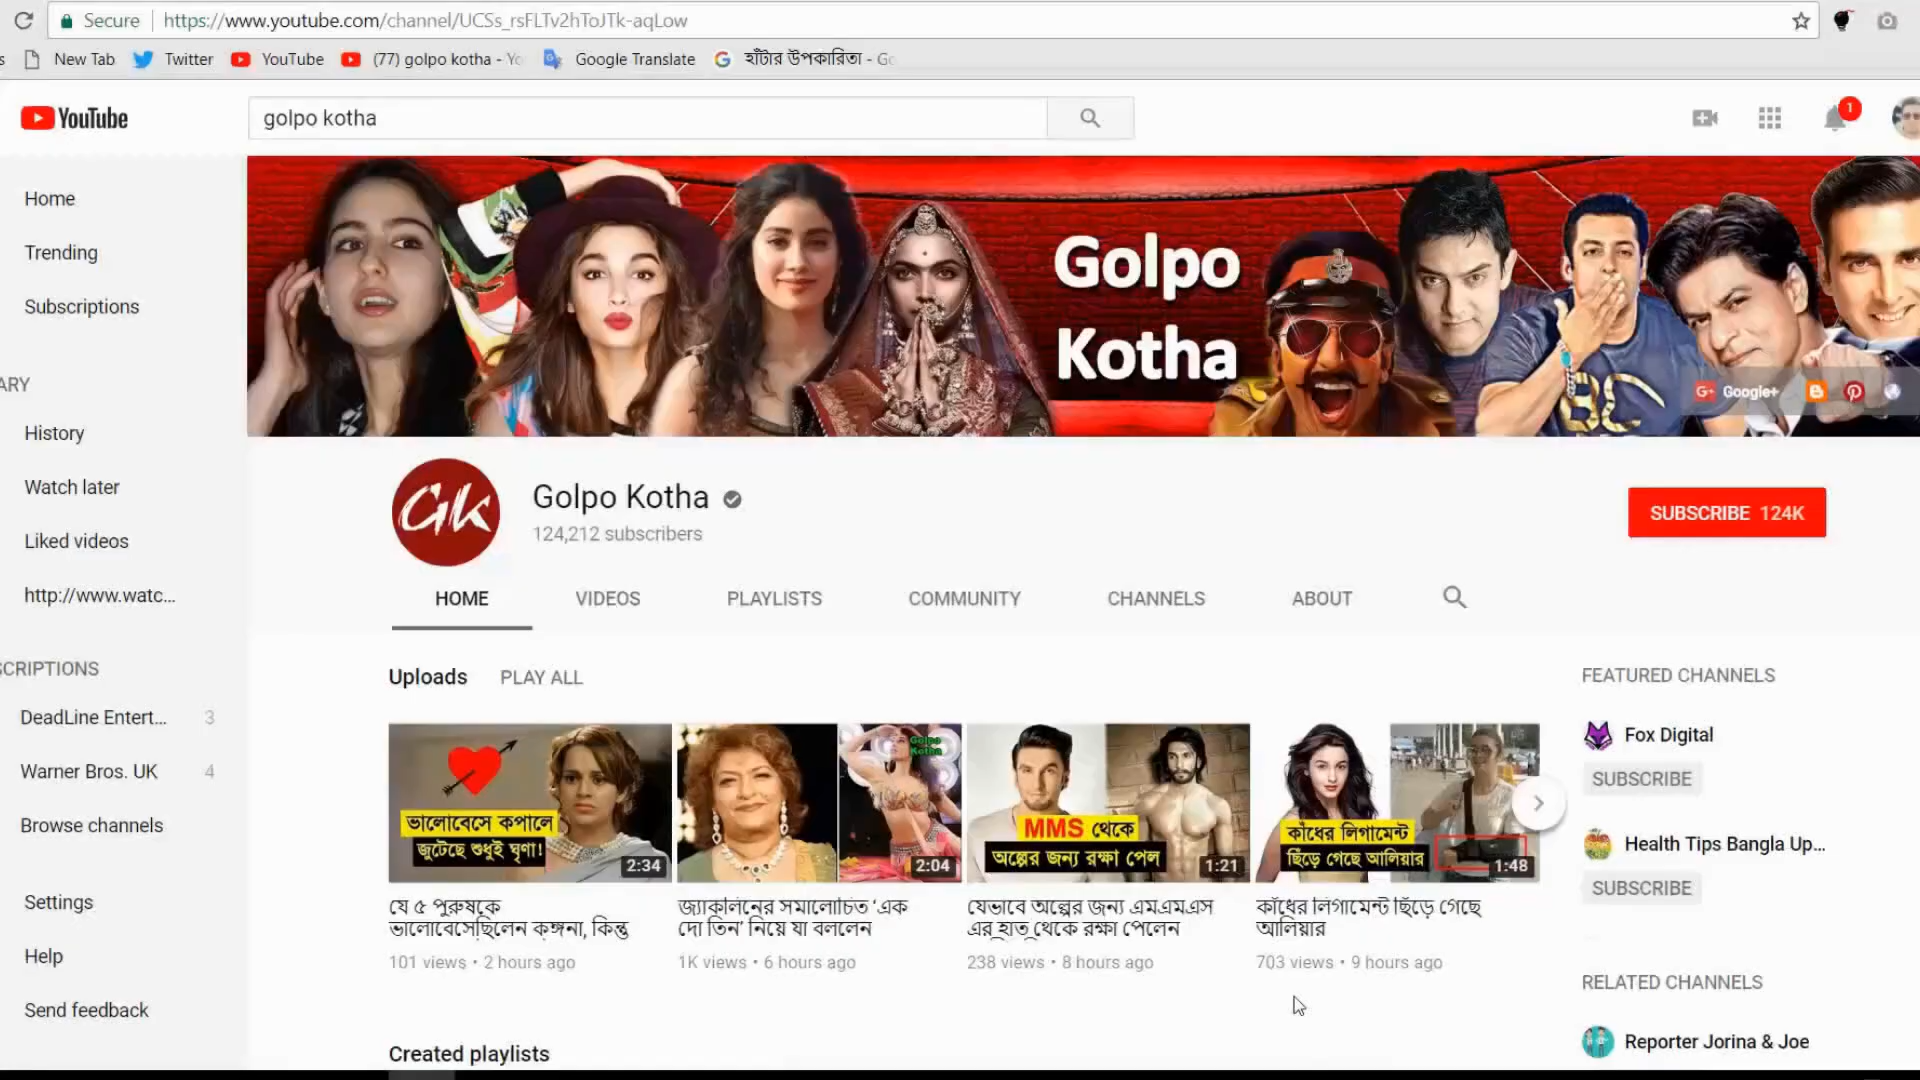 Secure https://www.youtube.com/channel/UCSs_rsFLTv2hToJTk-aqLow
s New Tab Twitter YouTube (77) golpo kotha - Yo Google Translate হাঁটার উপকারিতা - Go
YouTube
golpo kotha
1
Home
Trending
Subscriptions
ARY
History
Watch later
Liked videos
http://www.watc...
SCRIPTIONS
DeadLine Entert... 3
Warner Bros. UK 4
Browse channels
Settings
Help
Send feedback
Golpo
Kotha
Google+
GK
Golpo Kotha
124,212 subscribers
SUBSCRIBE 124K
HOME VIDEOS PLAYLISTS COMMUNITY CHANNELS ABOUT
Uploads PLAY ALL
ভালোবেসে কপালে
জুটেছে শুধুই ঘৃণা!
2:34
যে ৫ পুরুষকে
ভালোবেসেছিলেন কঙ্গনা, কিন্তু
101 views • 2 hours ago
Golpo
Kotha
2:04
জ্যাকলিনের সমালোচিত ‘এক
দো তিন’ নিয়ে যা বললেন
1K views • 6 hours ago
MMS থেকে
অল্পের জন্য রক্ষা পেল
1:21
যেভাবে অল্পের জন্য এমএমএস
এর হাত থেকে রক্ষা পেলেন
238 views • 8 hours ago
কাঁধের লিগামেন্ট
ছিঁড়ে গেছে আলিয়ার
1:48
কাঁধের লিগামেন্ট ছিঁড়ে গেছে
আলিয়ার
703 views • 9 hours ago
Created playlists
FEATURED CHANNELS
Fox Digital
SUBSCRIBE
Health Tips Bangla Up...
SUBSCRIBE
RELATED CHANNELS
Reporter Jorina & Joe